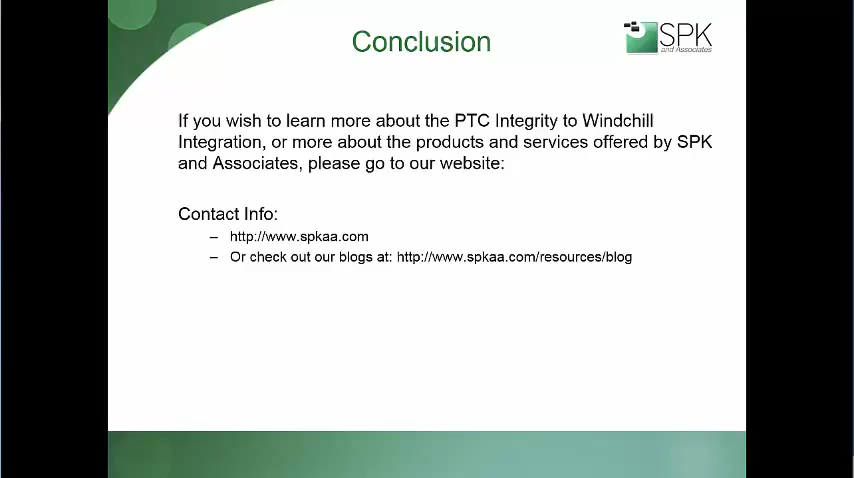 Conclusion
SPK
and Associates
If you wish to learn more about the PTC Integrity to Windchill
Integration, or more about the products and services offered by SPK
and Associates, please go to our website:
Contact Info:
– http://www.spkaa.com
– Or check out our blogs at: http://www.spkaa.com/resources/blog